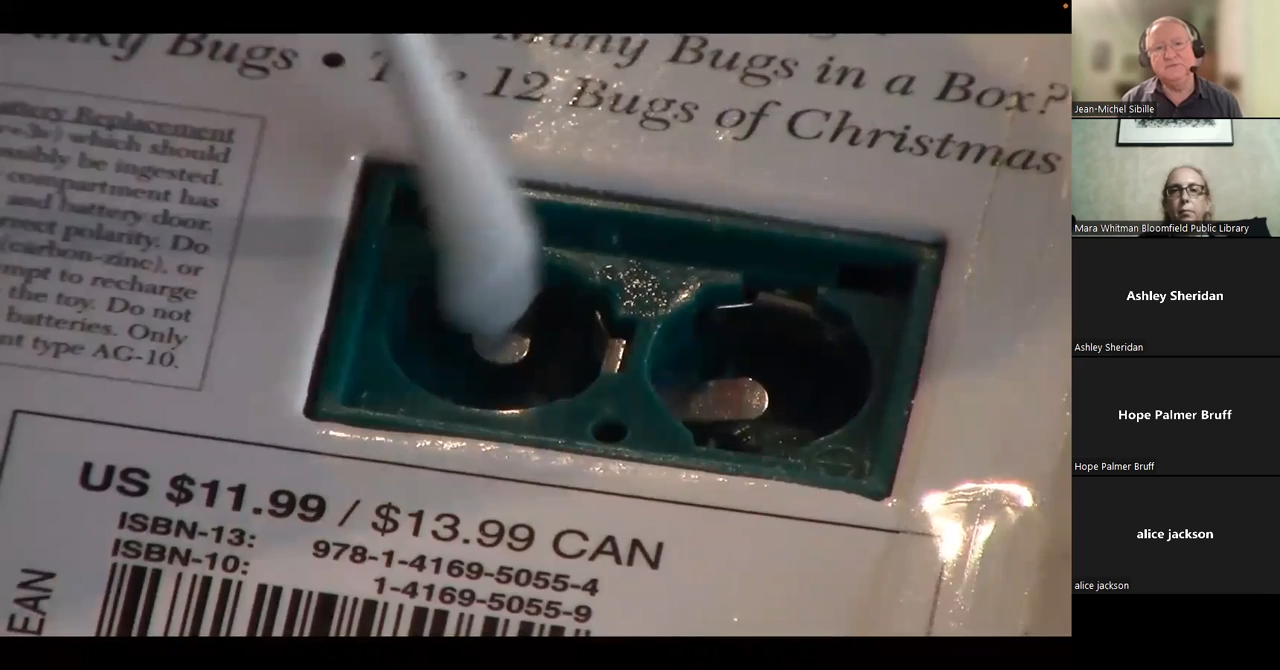 Bugs •
Many Bugs in a Box?
The 12 Bugs of Christmas
Battery Replacement
which should
possibly be ingested.
compartment has
and battery door.
correct polarity. Do
(carbon-zinc), or
attempt to recharge
the toy. Do not
batteries. Only
type AG-10.
US $11.99 / $13.99 CAN
ISBN-13: 978-1-4169-5055-4
ISBN-10: 1-4169-5055-9
EAN
Jean-Michel Sibille
Mara Whitman Bloomfield Public Library
Ashley Sheridan
Ashley Sheridan
Hope Palmer Bruff
Hope Palmer Bruff
alice jackson
alice jackson